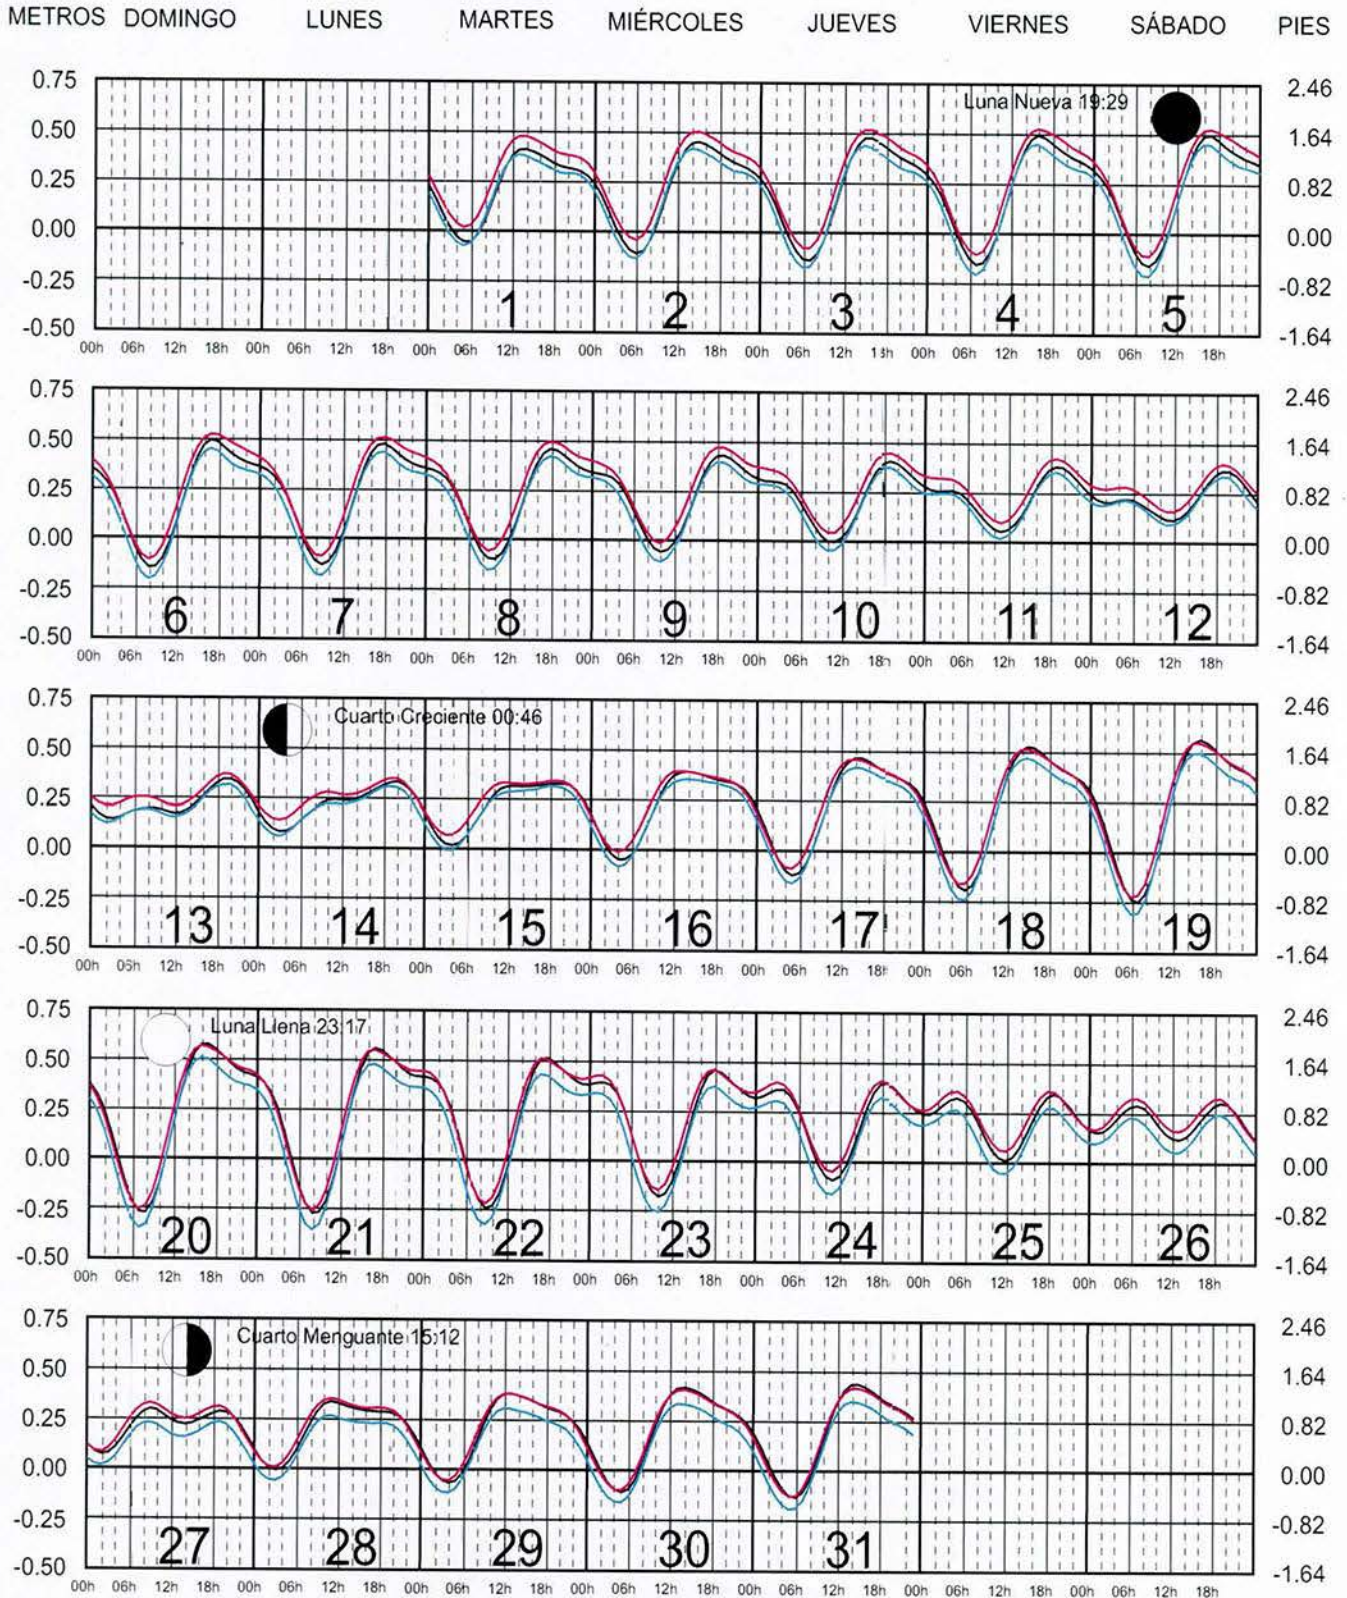 METROS DOMINGO LUNES MARTES MIÉRCOLES JUEVES VIERNES SÁBADO PIES
0.75 Luna Nueva 19:29 2.46
0.50 1.64
0.25 0.82
0.00 0.00
-0.25 -0.82
1 2 3 4 5
-0.50 -1.64
00h 06h 12h 18h 00h 06h 12h 18h 00h 06h 12h 18h 00h 06h 12h 18h 00h 06h 12h 18h 00h 06h 12h 18h 00h 06h 12h 18h
0.75 2.46
0.50 1.64
0.25 0.82
0.00 0.00
-0.25 -0.82
6 7 8 9 10 11 12
-0.50 -1.64
00h 06h 12h 18h 00h 06h 12h 18h 00h 06h 12h 18h 00h 06h 12h 18h 00h 06h 12h 18h 00h 06h 12h 18h 00h 06h 12h 18h
0.75 Cuarto Creciente 00:46 2.46
0.50 1.64
0.25 0.82
0.00 0.00
-0.25 -0.82
13 14 15 16 17 18 19
-0.50 -1.64
00h 05h 12h 18h 00h 06h 12h 18h 00h 06h 12h 18h 00h 06h 12h 18h 00h 06h 12h 18h 00h 06h 12h 18h 00h 06h 12h 18h
0.75 Luna Llena 23:17 2.46
0.50 1.64
0.25 0.82
0.00 0.00
-0.25 -0.82
20 21 22 23 24 25 26
-0.50 -1.64
00h 06h 12h 18h 00h 06h 12h 18h 00h 06h 12h 18h 00h 06h 12h 18h 00h 06h 12h 18h 00h 06h 12h 18h 00h 06h 12h 18h
0.75 Cuarto Menguante 15:12 2.46
0.50 1.64
0.25 0.82
0.00 0.00
-0.25 -0.82
27 28 29 30 31
-0.50 -1.64
00h 06h 12h 18h 00h 06h 12h 18h 00h 06h 12h 18h 00h 06h 12h 18h 00h 06h 12h 18h 00h 06h 12h 18h 00h 06h 12h 18h